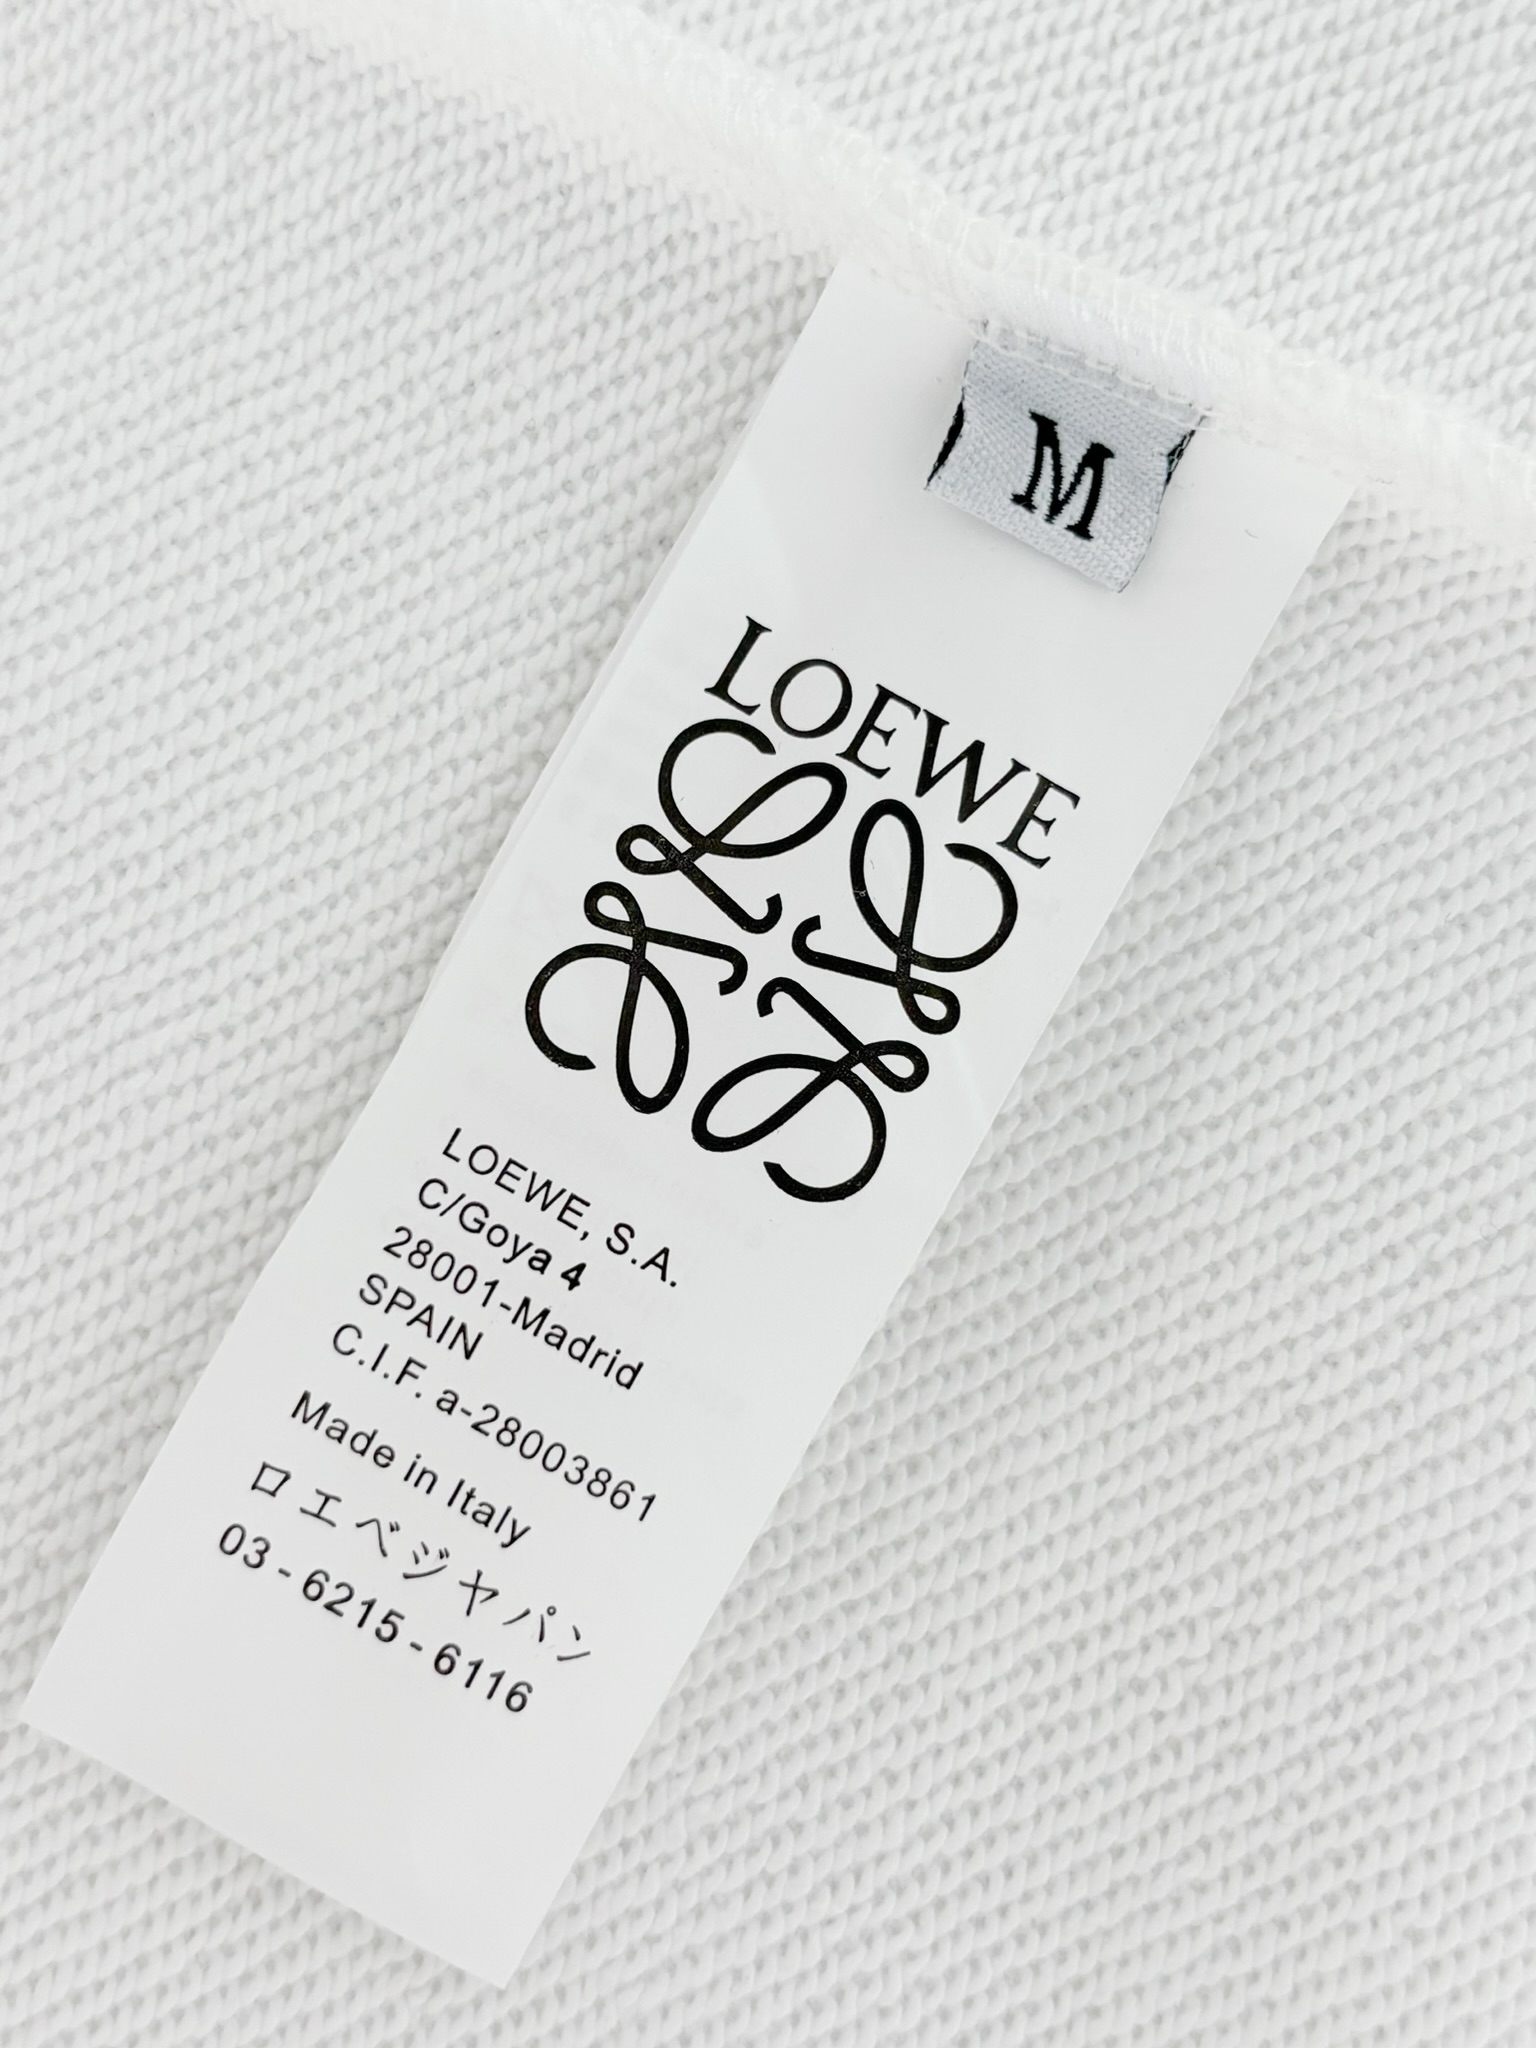 M
LOEWE
LOEWE, S.A.
C/Goya 4
28001-Madrid
SPAIN
C.I.F. a-28003861
Made in Italy
ロエベジャパン
03-6215-6116